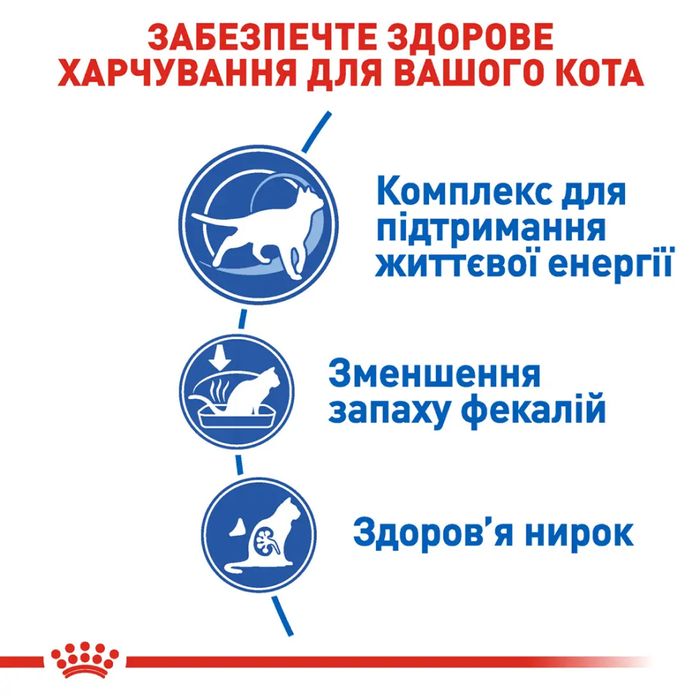 ЗАБЕЗПЕЧТЕ ЗДОРОВЕ
ХАРЧУВАННЯ ДЛЯ ВАШОГО КОТА
Комплекс для
підтримання
життєвої енергії
Зменшення
запаху фекалій
Здоров'я нирок